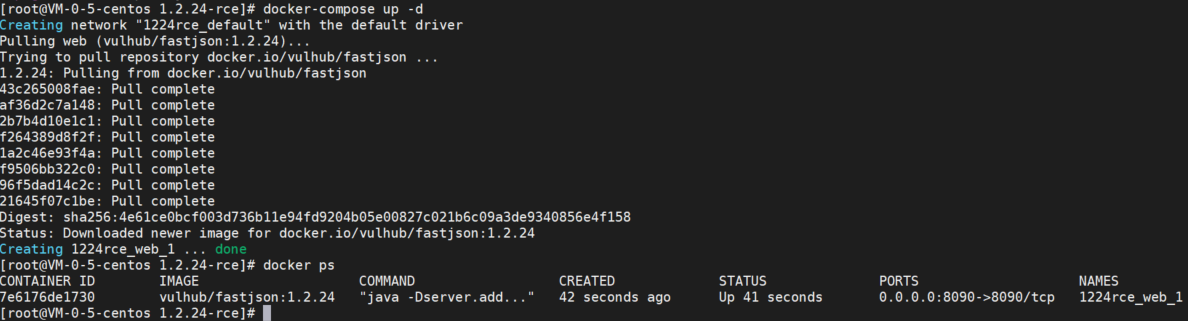 [root@VM-0-5-centos 1.2.24-rce]# docker-compose up -d
Creating network "1224rce_default" with the default driver
Pulling web (vulhub/fastjson:1.2.24)...
Trying to pull repository docker.io/vulhub/fastjson ...
1.2.24: Pulling from docker.io/vulhub/fastjson
43c265008fae: Pull complete
af36d2c7a148: Pull complete
2b7b4d10e1c1: Pull complete
f264389d8f2f: Pull complete
1a2c46e93f4a: Pull complete
f9506bb322c0: Pull complete
96f5dad14c2c: Pull complete
21645f07c1be: Pull complete
Digest: sha256:4e61ce0bcf003d736b11e94fd9204b05e00827c021b6c09a3de9340856e4f158
Status: Downloaded newer image for docker.io/vulhub/fastjson:1.2.24
Creating 1224rce_web_1 ... done
[root@VM-0-5-centos 1.2.24-rce]# docker ps
CONTAINER ID IMAGE COMMAND CREATED STATUS PORTS NAMES
7e6176de1730 vulhub/fastjson:1.2.24 "java -Dserver.add..." 42 seconds ago Up 41 seconds 0.0.0.0:8090->8090/tcp 1224rce_web_1
[root@VM-0-5-centos 1.2.24-rce]#